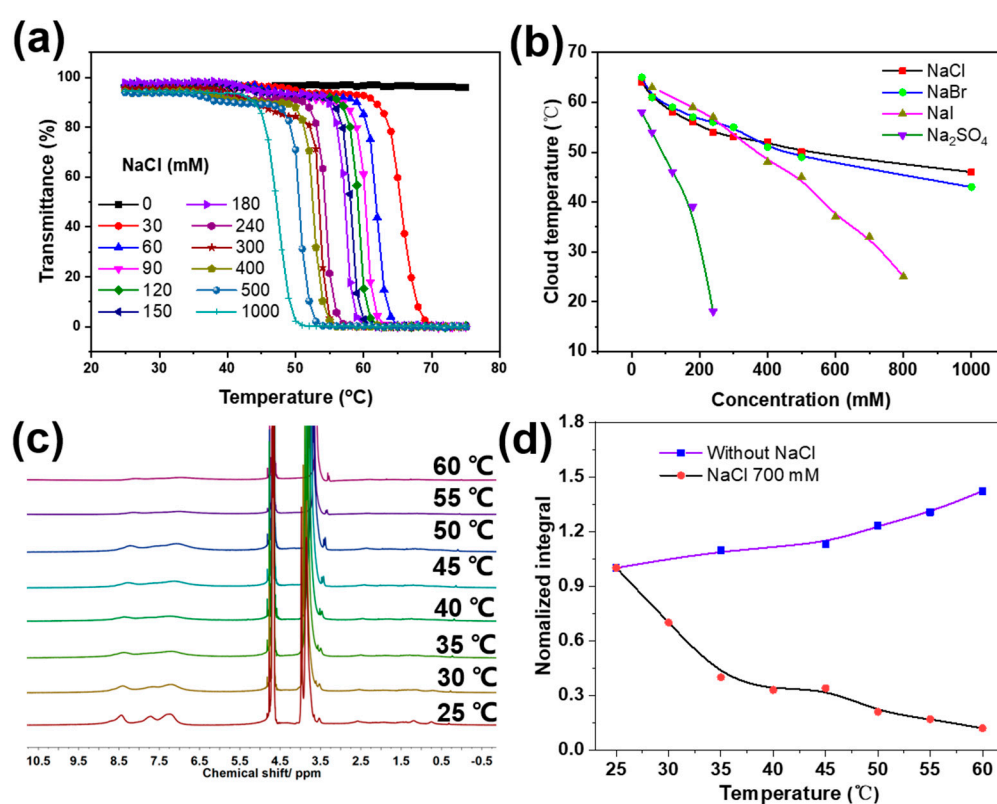 (a)
100
80
60
40
20
0
Transmittance (%)
NaCl (mM)
0 180
30 240
60 300
90 400
120 500
150 1000
20 30 40 50 60 70 80
Temperature (°C)
(b)
70
60
50
40
30
20
10
Cloud temperature (℃)
NaCl
NaBr
NaI
Na₂SO₄
0 200 400 600 800 1000
Concentration (mM)
(c)
60 ℃
55 ℃
50 ℃
45 ℃
40 ℃
35 ℃
30 ℃
25 ℃
10.5 9.5 8.5 7.5 6.5 5.5 4.5 3.5 2.5 1.5 0.5 -0.5
Chemical shift/ ppm
(d)
1.8
1.5
1.2
0.9
0.6
0.3
0.0
Nomalized integral
Without NaCl
NaCl 700 mM
25 30 35 40 45 50 55 60
Temperature (℃)